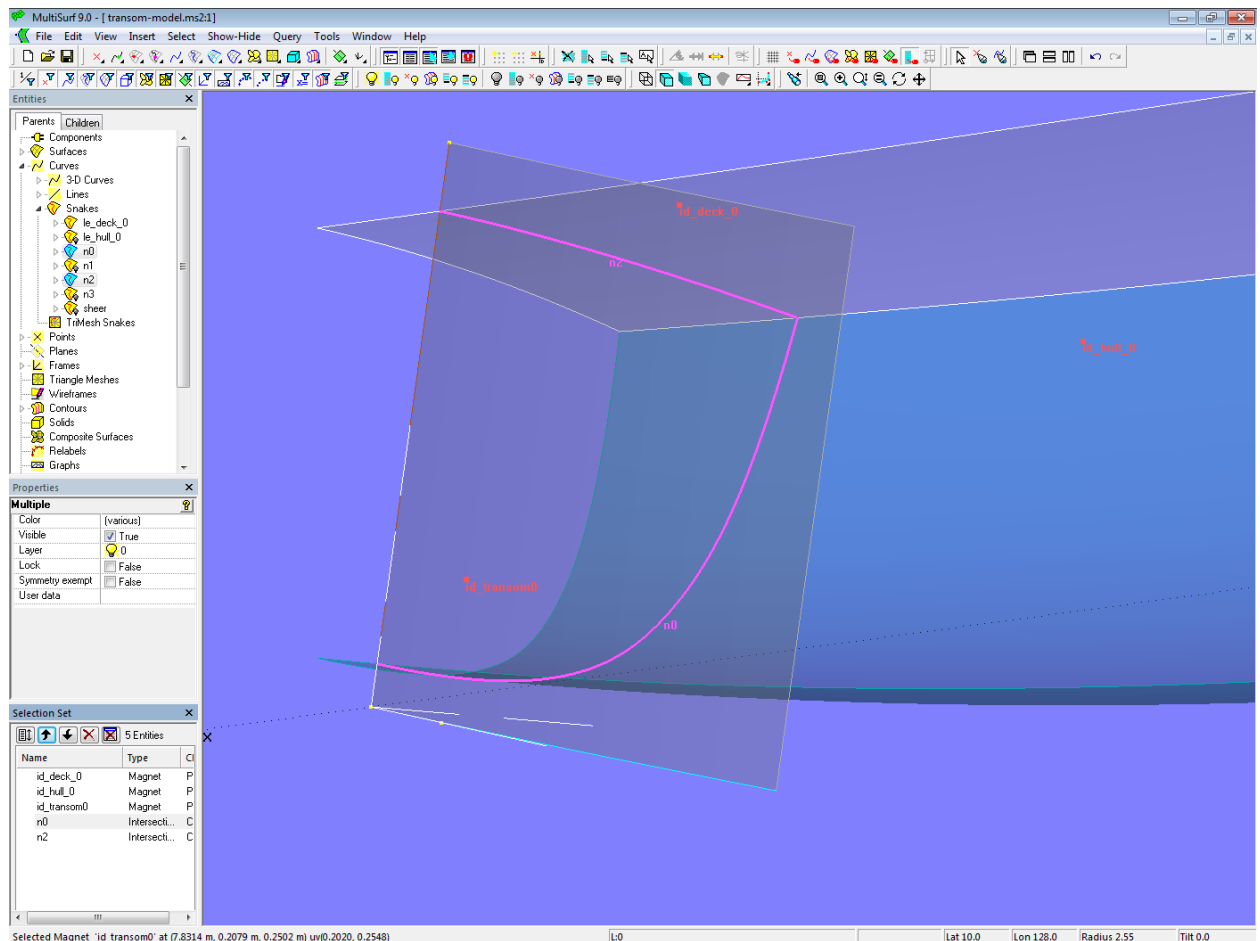 MultiSurf 9.0 - [ transom-model.ms2:1]
File Edit View Insert Select Show-Hide Query Tools Window Help
Entities
Parents Children
Components
Surfaces
Curves
3-D Curves
Lines
Snakes
le_deck_0
le_hull_0
n0
n1
n2
n3
sheer
TriMesh Snakes
Points
Planes
Frames
Triangle Meshes
Wireframes
Contours
Solids
Composite Surfaces
Relabels
Graphs
Properties
Multiple
Color (various)
Visible True
Layer 0
Lock False
Symmetry exempt False
User data
Selection Set
5 Entities
Name Type Cl
id_deck_0 Magnet P
id_hull_0 Magnet P
id_transom0 Magnet P
n0 Intersecti... C
n2 Intersecti... C
id_deck_0
n2
id_hull_0
id_transom0
n0
X
Selected Magnet 'id_transom0' at (7.8314 m, 0.2079 m, 0.2502 m) uv(0.2020, 0.2548) L:0 Lat 10.0 Lon 128.0 Radius 2.55 Tilt 0.0